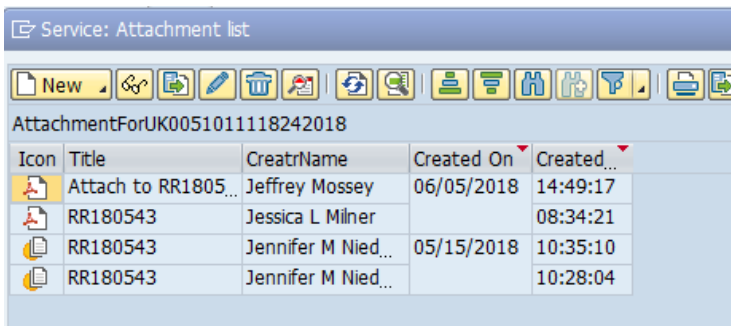 Service: Attachment list
New
AttachmentForUK0051011118242018
Icon Title CreatrName Created On Created...
Attach to RR1805... Jeffrey Mossey 06/05/2018 14:49:17
RR180543 Jessica L Milner 08:34:21
RR180543 Jennifer M Nied... 05/15/2018 10:35:10
RR180543 Jennifer M Nied... 10:28:04